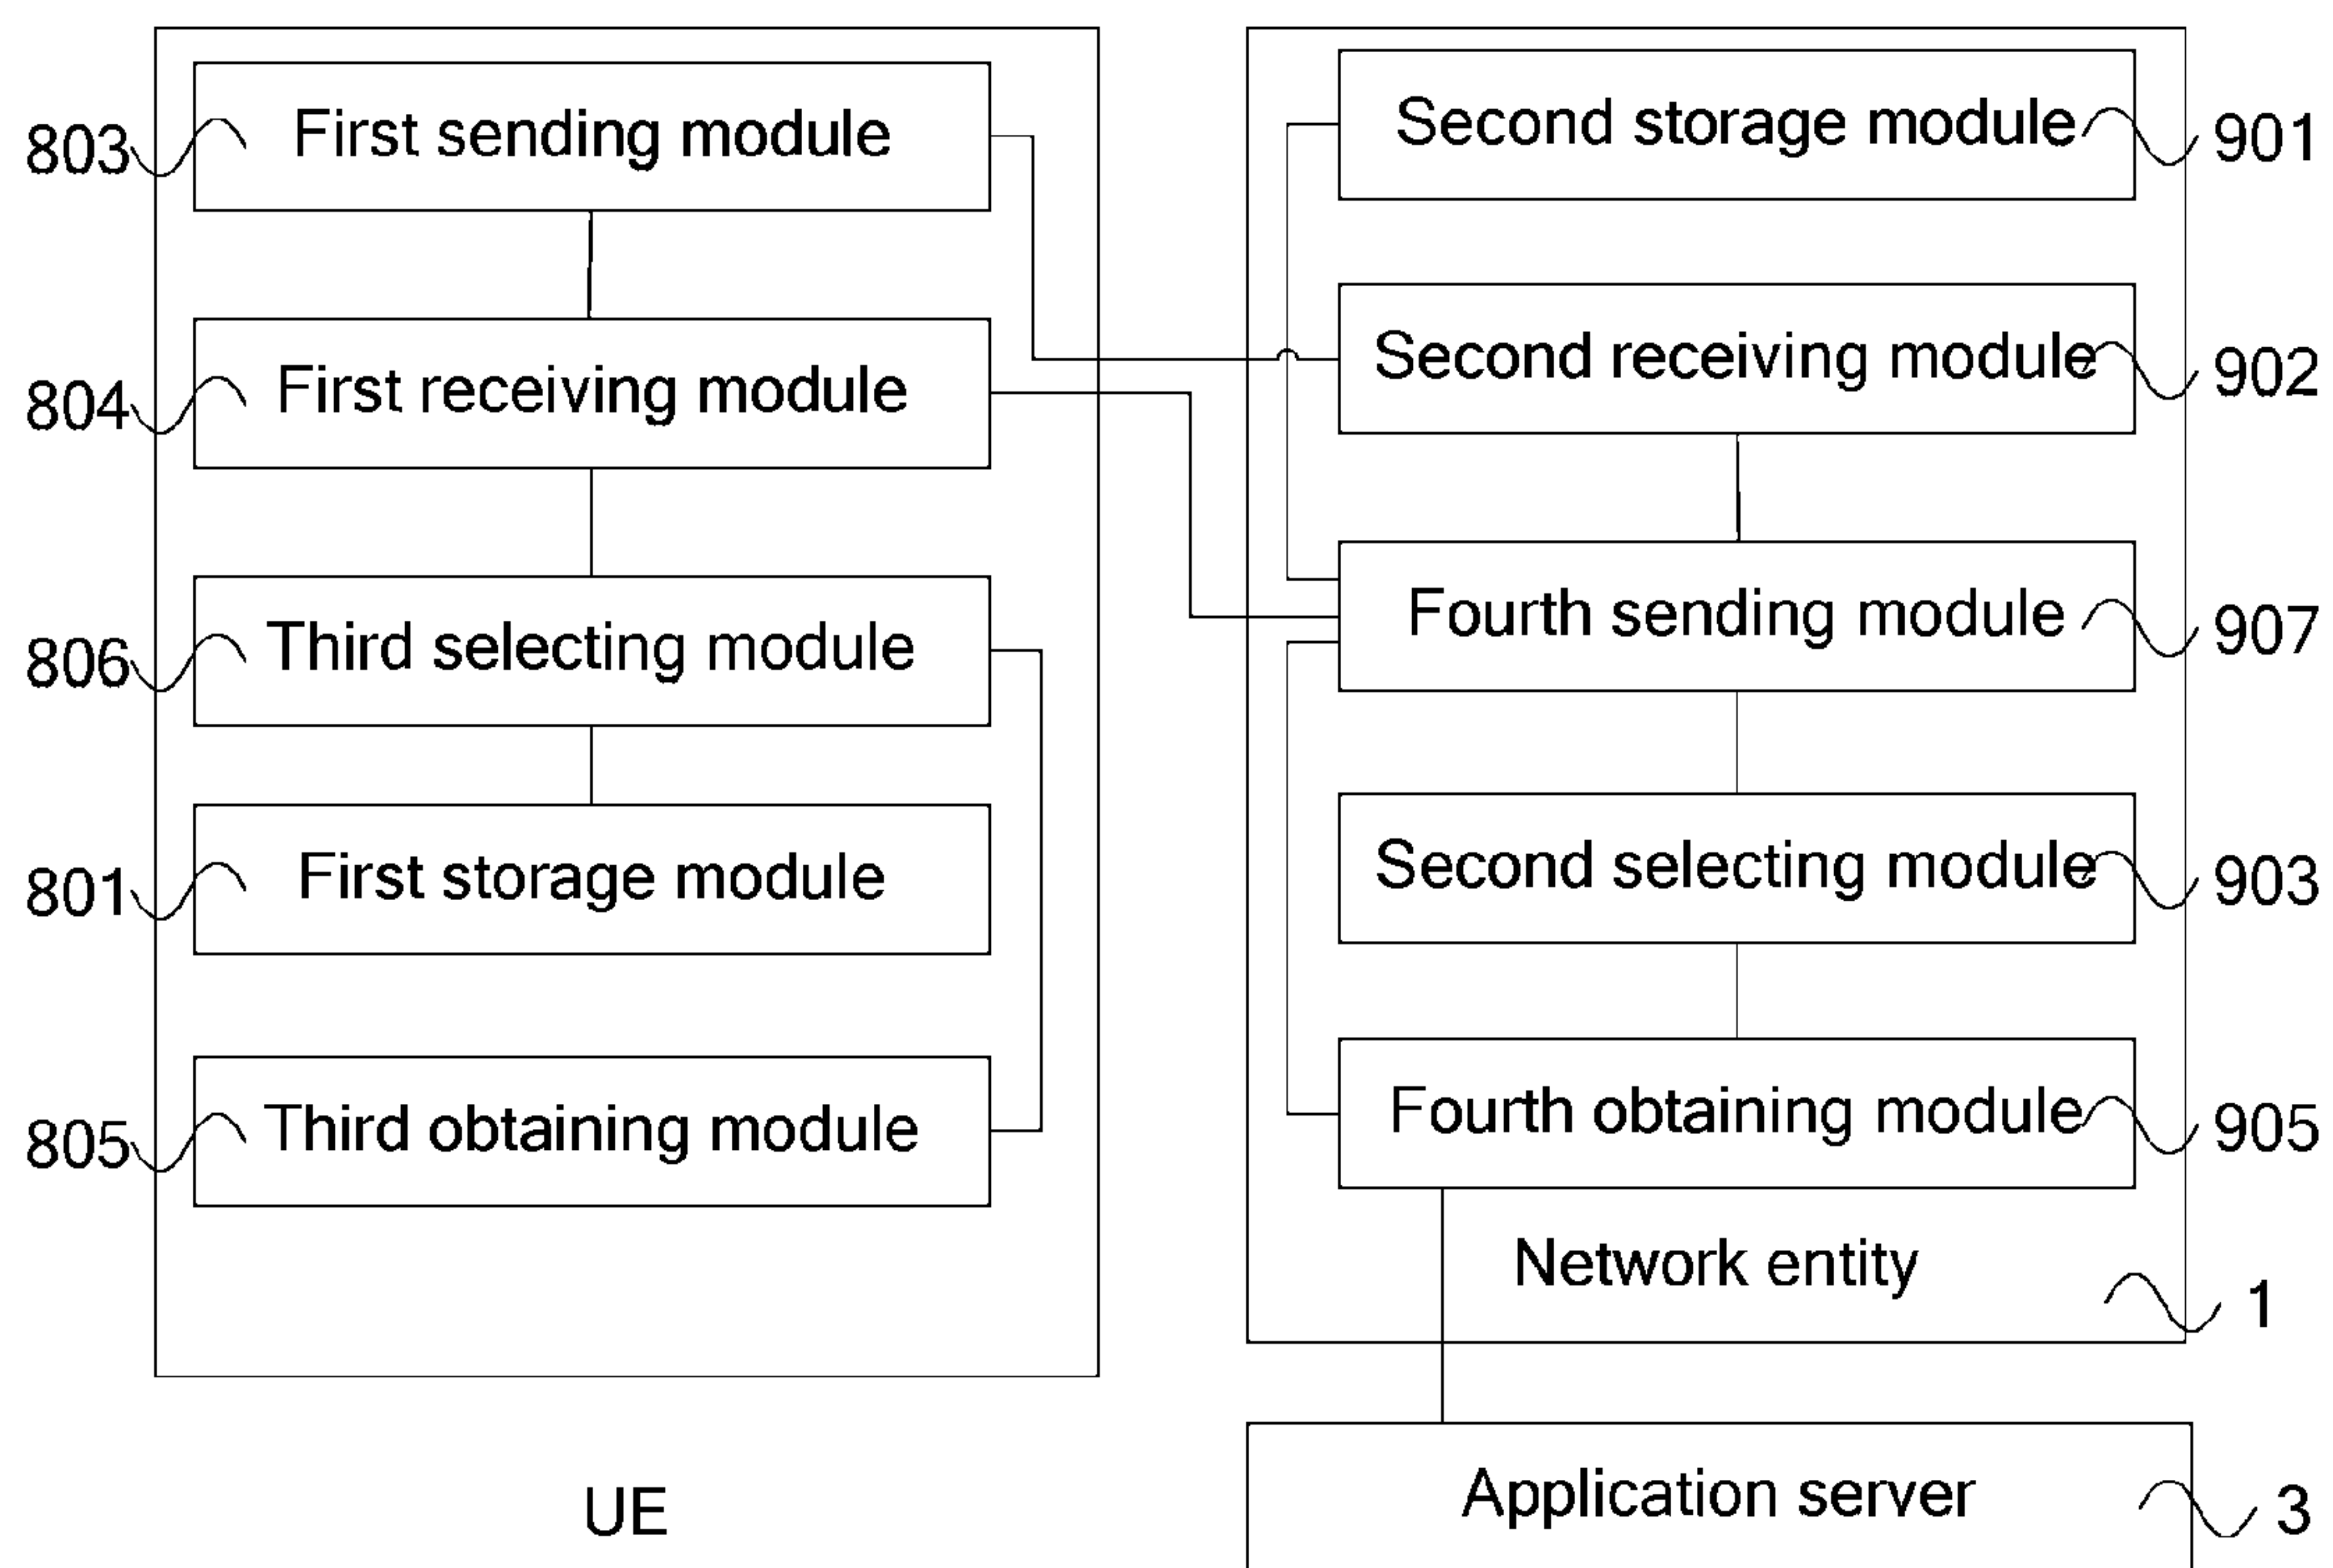 803
First sending module
804
First receiving module
806
Third selecting module
801
First storage module
805
Third obtaining module
UE
Second storage module
901
Second receiving module
902
Fourth sending module
907
Second selecting module
903
Fourth obtaining module
905
Network entity
1
Application server
3